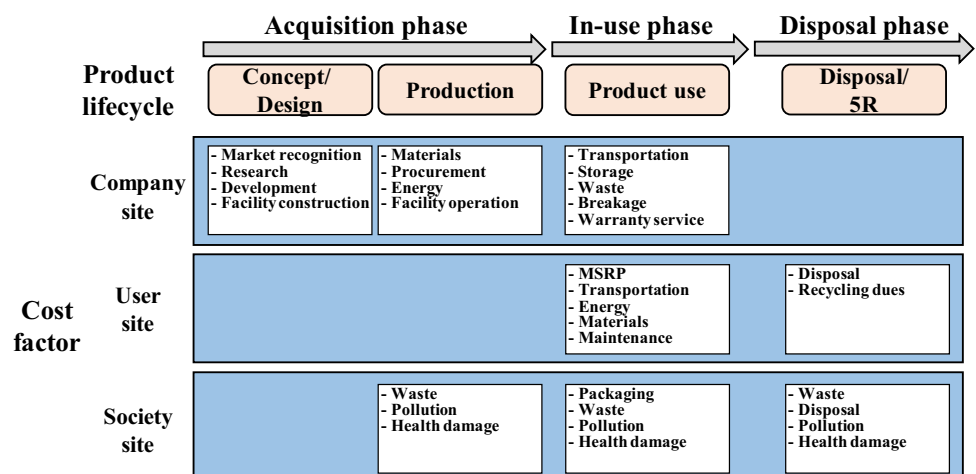 Acquisition phase
In-use phase
Disposal phase
Product
lifecycle
Concept/
Design
Production
Product use
Disposal/
5R
Company
site
- Market recognition
- Research
- Development
- Facility construction
- Materials
- Procurement
- Energy
- Facility operation
- Transportation
- Storage
- Waste
- Breakage
- Warranty service
Cost
factor
User
site
- MSRP
- Transportation
- Energy
- Materials
- Maintenance
- Disposal
- Recycling dues
Society
site
- Waste
- Pollution
- Health damage
- Packaging
- Waste
- Pollution
- Health damage
- Waste
- Disposal
- Pollution
- Health damage